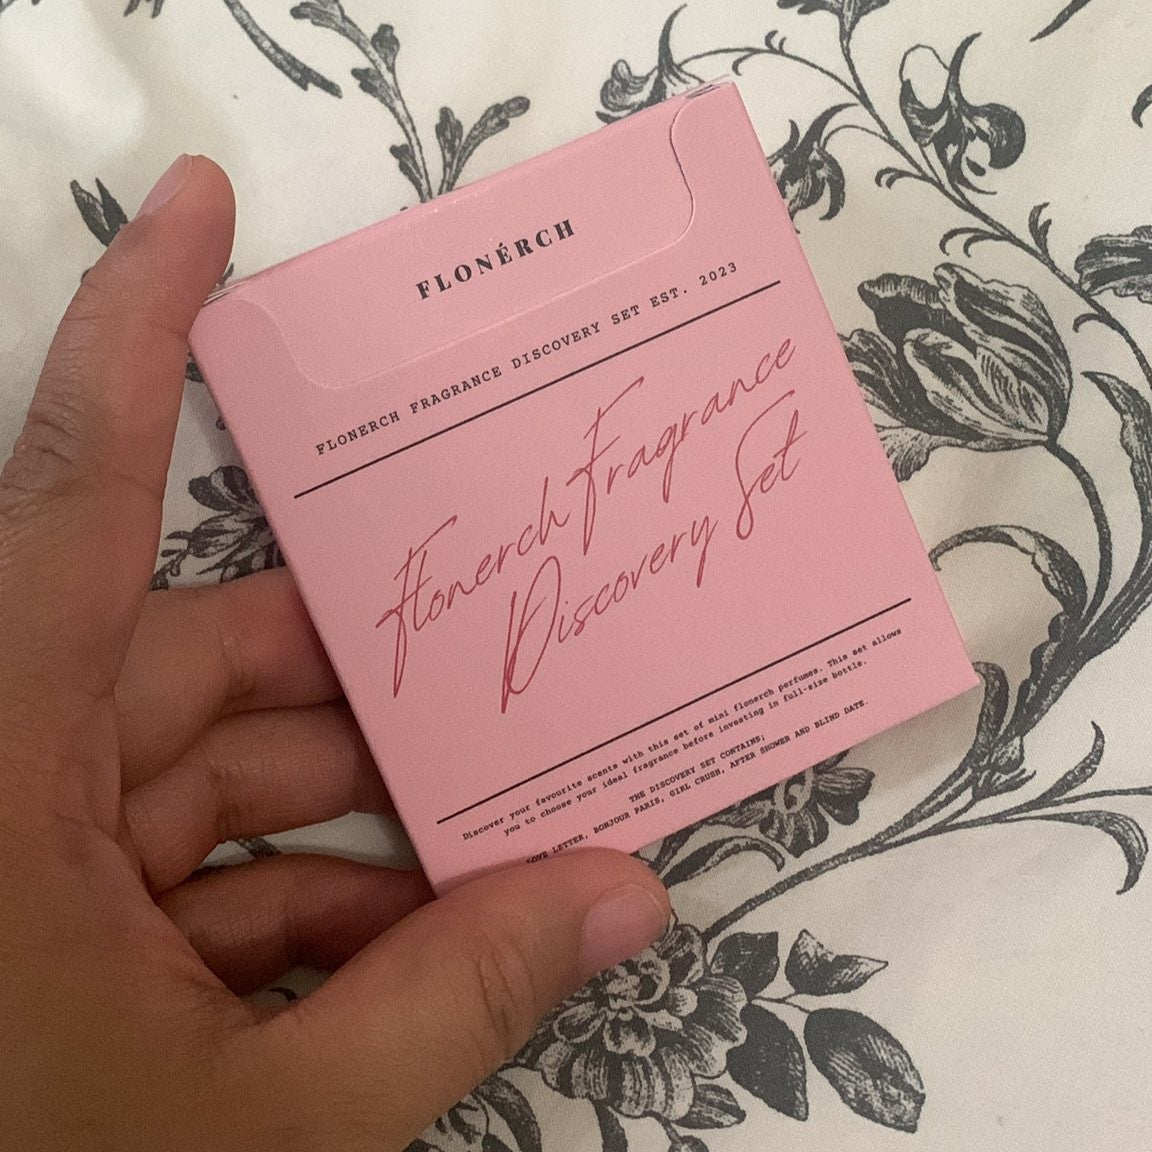 FLONÉRCH
FLONERCH FRAGRANCE DISCOVERY SET EST. 2023
Flonerch Fragrance
Discovery Set
Discover your favourite scents with this set of mini flonerch perfumes. This set allows
you to choose your ideal fragrance before investing in full-size bottle.
THE DISCOVERY SET CONTAINS;
LOVE LETTER, BONJOUR PARIS, GIRL CRUSH, AFTER SHOWER AND BLIND DATE.